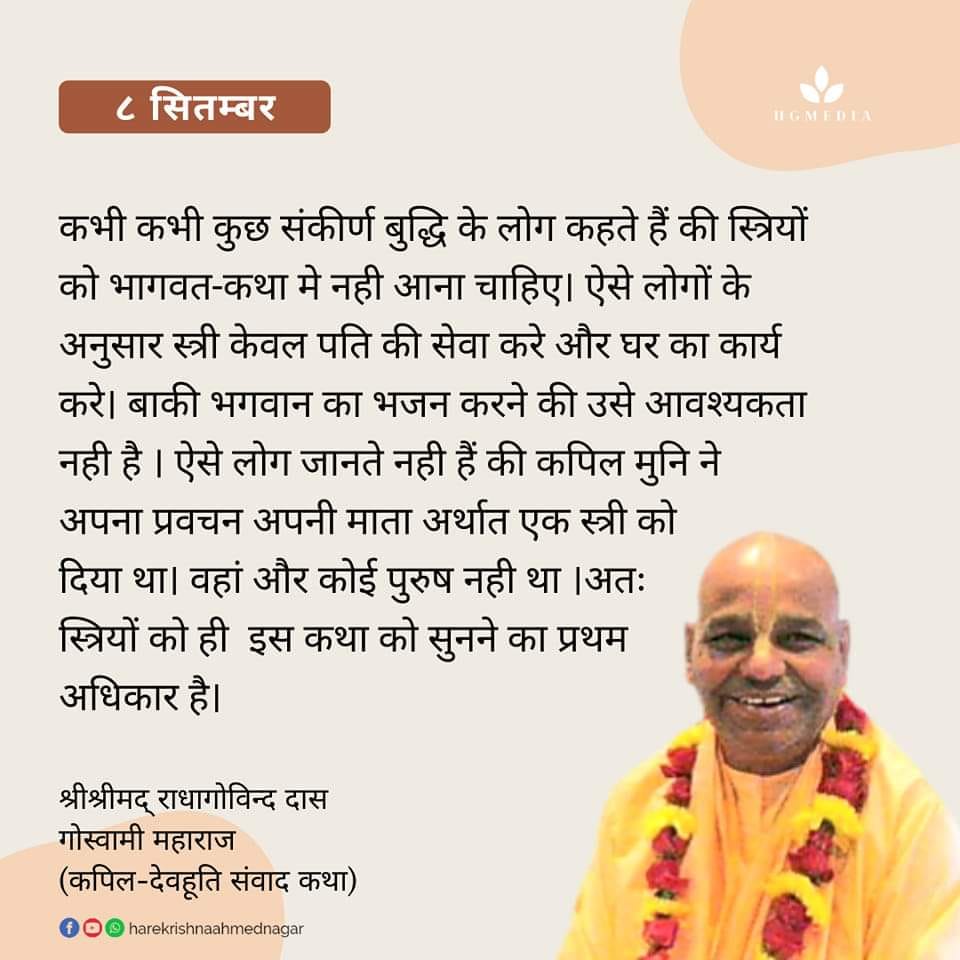 ८ सितम्बर
HGMEDIA
कभी कभी कुछ संकीर्ण बुद्धि के लोग कहते हैं की स्त्रियों
को भागवत-कथा मे नही आना चाहिए। ऐसे लोगों के
अनुसार स्त्री केवल पति की सेवा करे और घर का कार्य
करे। बाकी भगवान का भजन करने की उसे आवश्यकता
नही है । ऐसे लोग जानते नही हैं की कपिल मुनि ने
अपना प्रवचन अपनी माता अर्थात एक स्त्री को
दिया था। वहां और कोई पुरुष नही था ।अतः
स्त्रियों को ही  इस कथा को सुनने का प्रथम
अधिकार है।
श्रीश्रीमद् राधागोविन्द दास
गोस्वामी महाराज
(कपिल-देवहूति संवाद कथा)
harekrishnaahmednagar